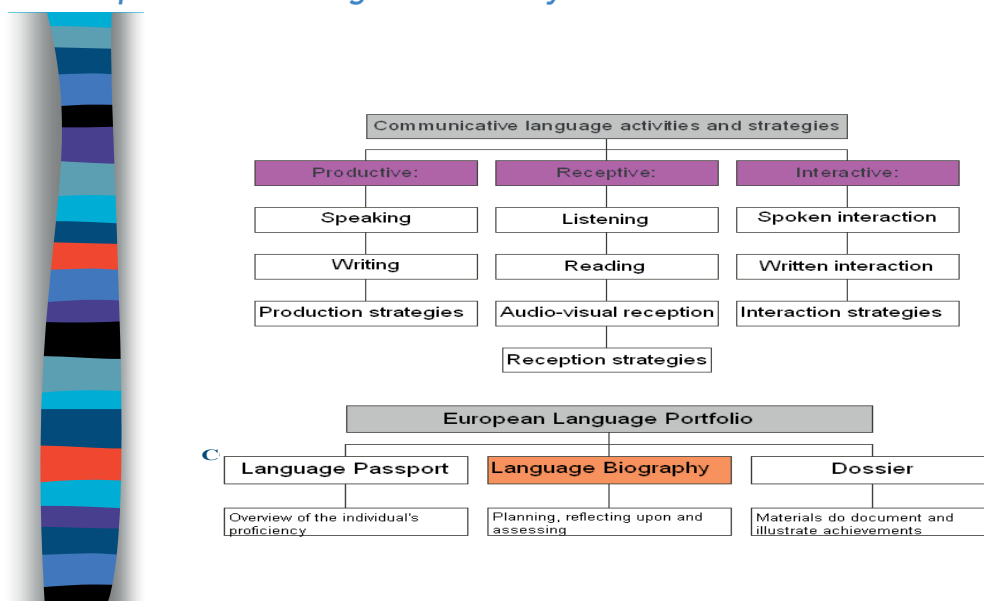 Communicative language activities and strategies
Productive: Receptive: Interactive:
Speaking Listening Spoken interaction
Writing Reading Written interaction
Production strategies Audio-visual reception Interaction strategies
Reception strategies
European Language Portfolio
C
Language Passport Language Biography Dossier
Overview of the individual's
proficiency
Planning, reflecting upon and
assessing
Materials do document and
illustrate achievements